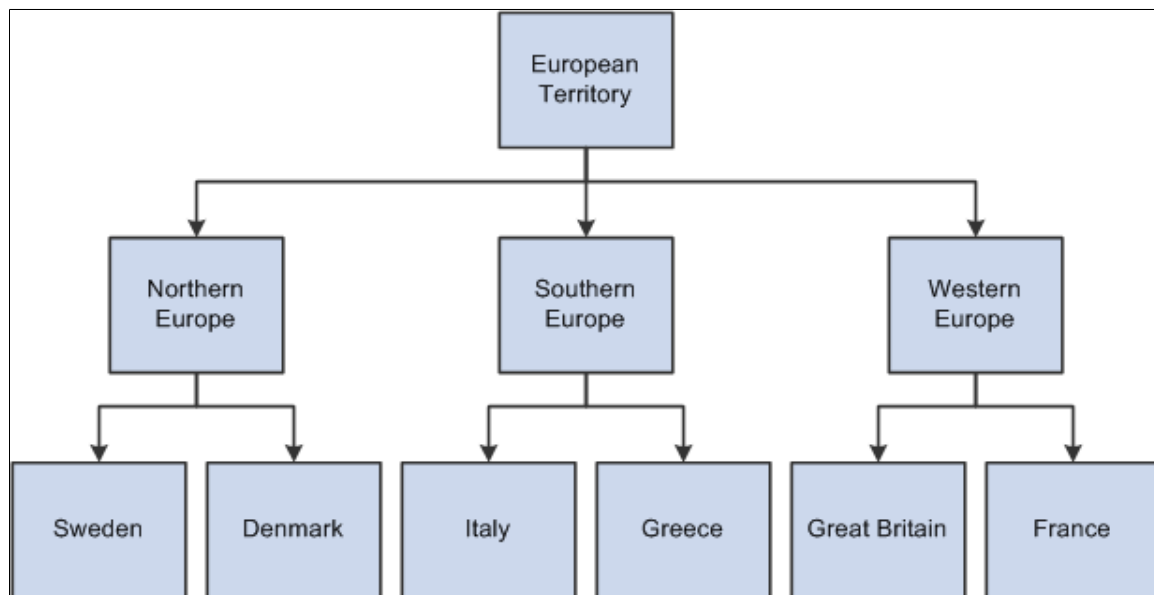 European
Territory
Northern
Europe
Southern
Europe
Western
Europe
Sweden
Denmark
Italy
Greece
Great Britain
France